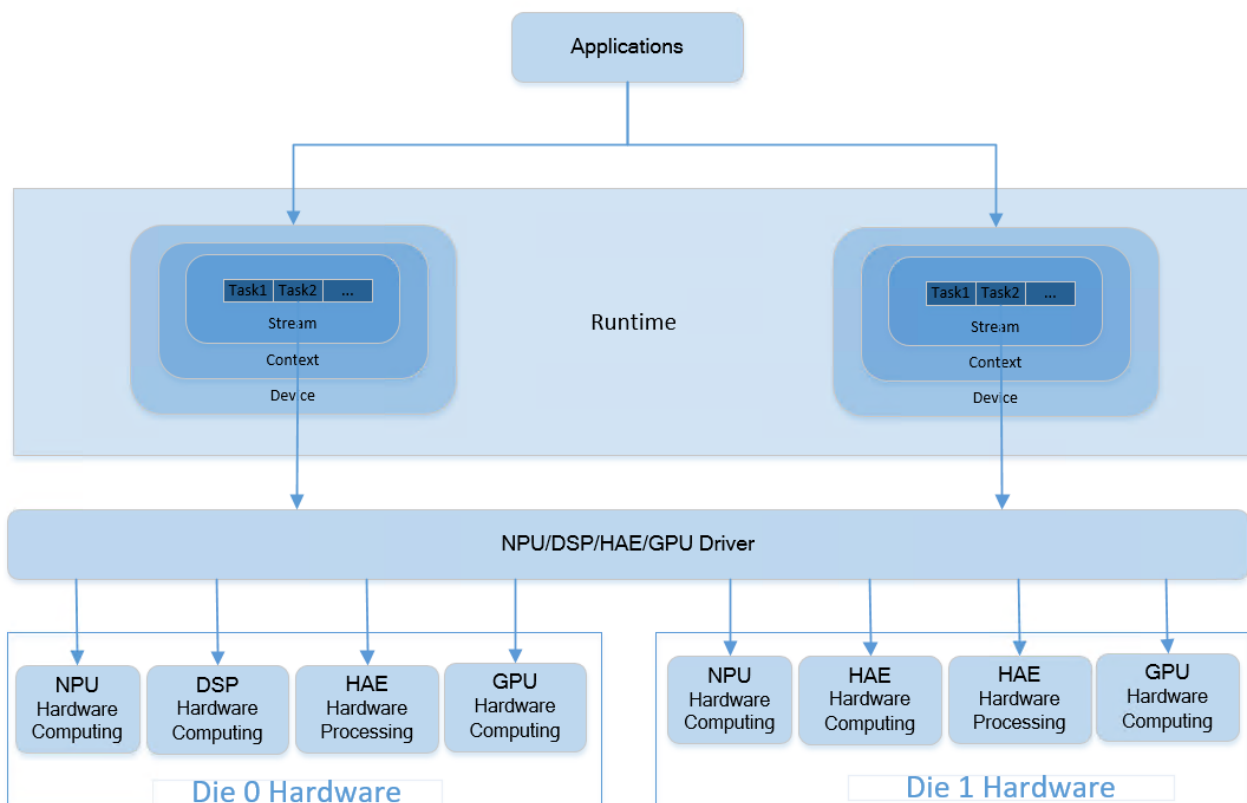 Applications
Task1 Task2 ...
Stream
Context
Device
Runtime
Task1 Task2 ...
Stream
Context
Device
NPU/DSP/HAE/GPU Driver
NPU
Hardware
Computing
DSP
Hardware
Computing
HAE
Hardware
Processing
GPU
Hardware
Computing
Die 0 Hardware
NPU
Hardware
Computing
HAE
Hardware
Computing
HAE
Hardware
Processing
GPU
Hardware
Computing
Die 1 Hardware